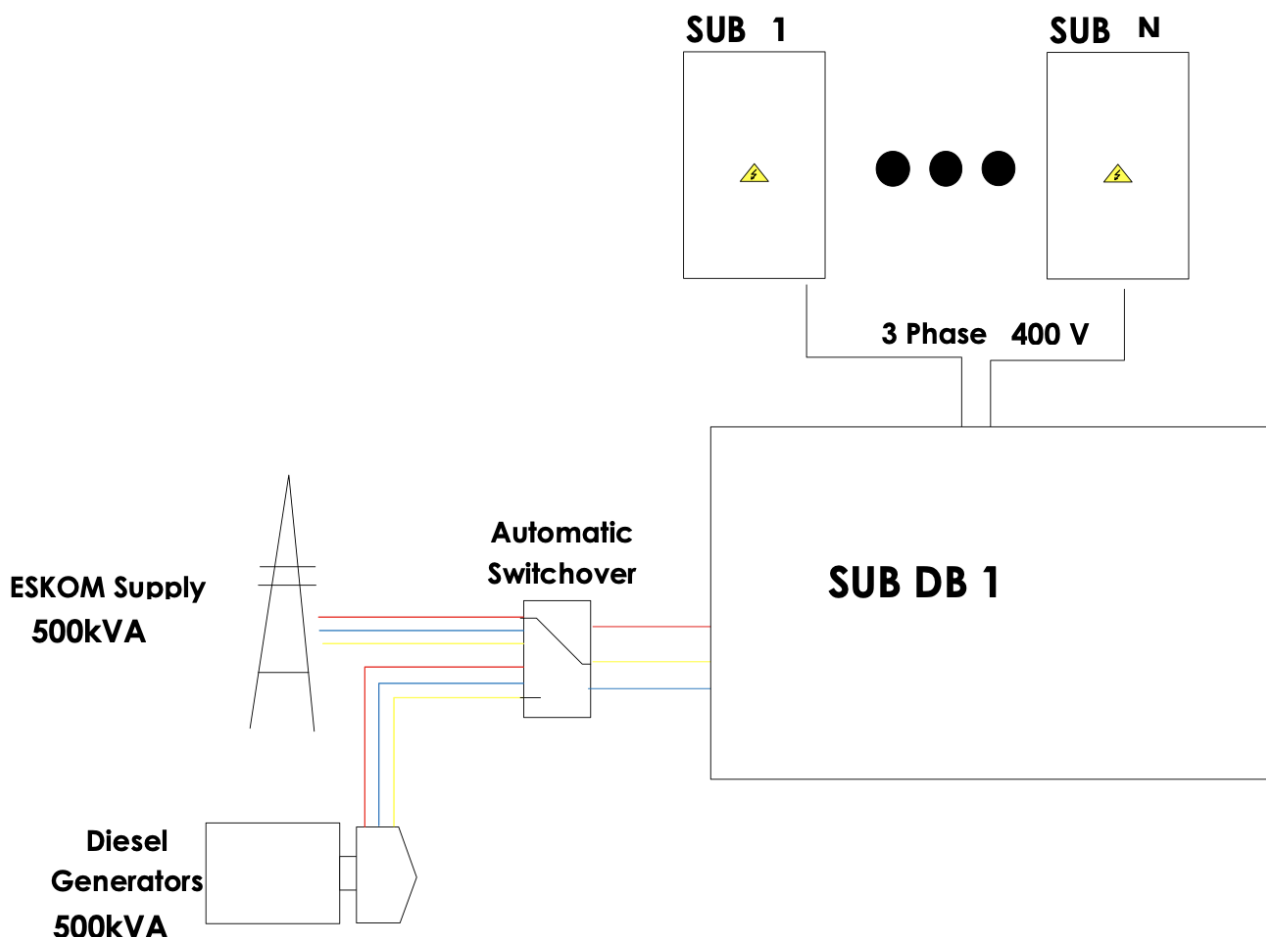 SUB 1
SUB N
3 Phase 400 V
Automatic
Switchover
SUB DB 1
ESKOM Supply
500kVA
Diesel
Generators
500kVA